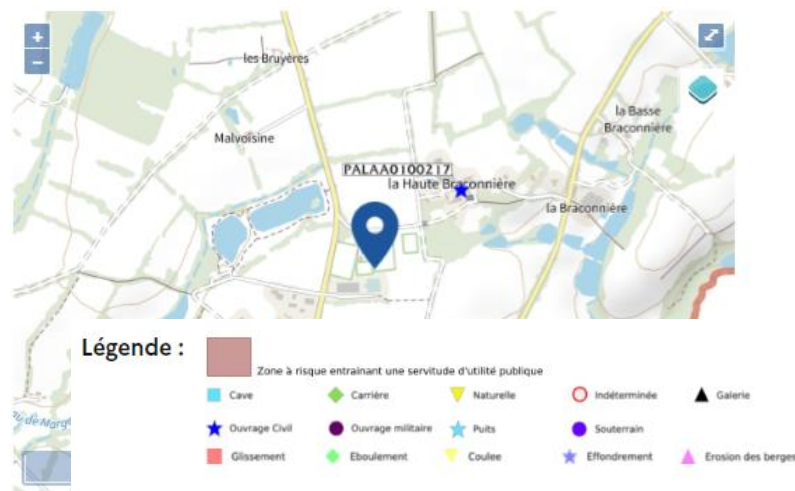 +
−
les Bruyères
Malvoisine
la Basse
Braconnière
PALAA0100217
la Haute Braconnière
la Braconnière
Légende :
Zone à risque entrainant une servitude d'utilité publique
Cave Carrière Naturelle Indéterminée Galerie
Ouvrage Civil Ouvrage militaire Puits Souterrain
Glissement Eboulement Coulee Effondrement Erosion des berges
de Marg